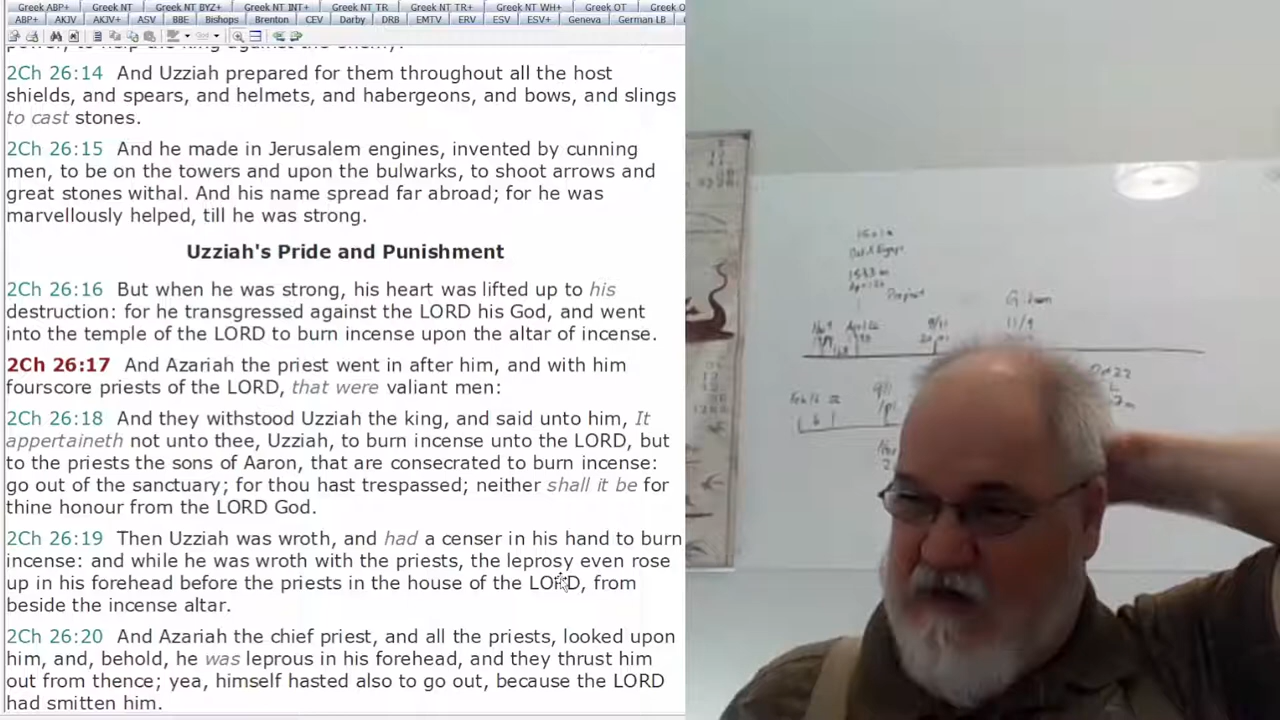 Greek ABP+ Greek NT Greek NT BYZ+ Greek NT INT+ Greek NT TR Greek NT TR+ Greek NT WH+ Greek OT Greek O
ABP+ AKJV AKJV+ ASV BBE Bishops Brenton CEV Darby DRB EMTV ERV ESV ESV+ Geneva German LB
power, to help the king against the enemy.
2Ch 26:14 And Uzziah prepared for them throughout all the host
shields, and spears, and helmets, and habergeons, and bows, and slings
to cast stones.
2Ch 26:15 And he made in Jerusalem engines, invented by cunning
men, to be on the towers and upon the bulwarks, to shoot arrows and
great stones withal. And his name spread far abroad; for he was
marvellously helped, till he was strong.
Uzziah's Pride and Punishment
2Ch 26:16 But when he was strong, his heart was lifted up to his
destruction: for he transgressed against the LORD his God, and went
into the temple of the LORD to burn incense upon the altar of incense.
2Ch 26:17 And Azariah the priest went in after him, and with him
fourscore priests of the LORD, that were valiant men:
2Ch 26:18 And they withstood Uzziah the king, and said unto him, It
appertaineth not unto thee, Uzziah, to burn incense unto the LORD, but
to the priests the sons of Aaron, that are consecrated to burn incense:
go out of the sanctuary; for thou hast trespassed; neither shall it be for
thine honour from the LORD God.
2Ch 26:19 Then Uzziah was wroth, and had a censer in his hand to burn
incense: and while he was wroth with the priests, the leprosy even rose
up in his forehead before the priests in the house of the LORD, from
beside the incense altar.
2Ch 26:20 And Azariah the chief priest, and all the priests, looked upon
him, and, behold, he was leprous in his forehead, and they thrust him
out from thence; yea, himself hasted also to go out, because the LORD
had smitten him.
9/11
11/9